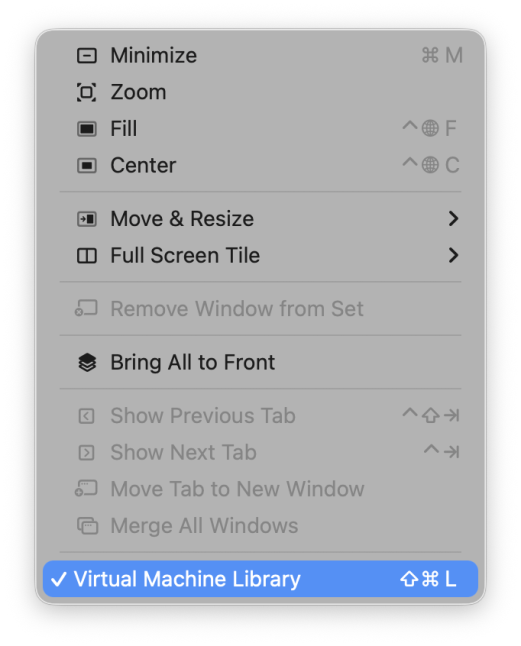 Minimize ⌘ M
Zoom
Fill ^ 🌐 F
Center ^ 🌐 C
Move & Resize
Full Screen Tile
Remove Window from Set
Bring All to Front
Show Previous Tab ^ ⇧ ⇥
Show Next Tab ^ ⇥
Move Tab to New Window
Merge All Windows
✓ Virtual Machine Library ⇧ ⌘ L